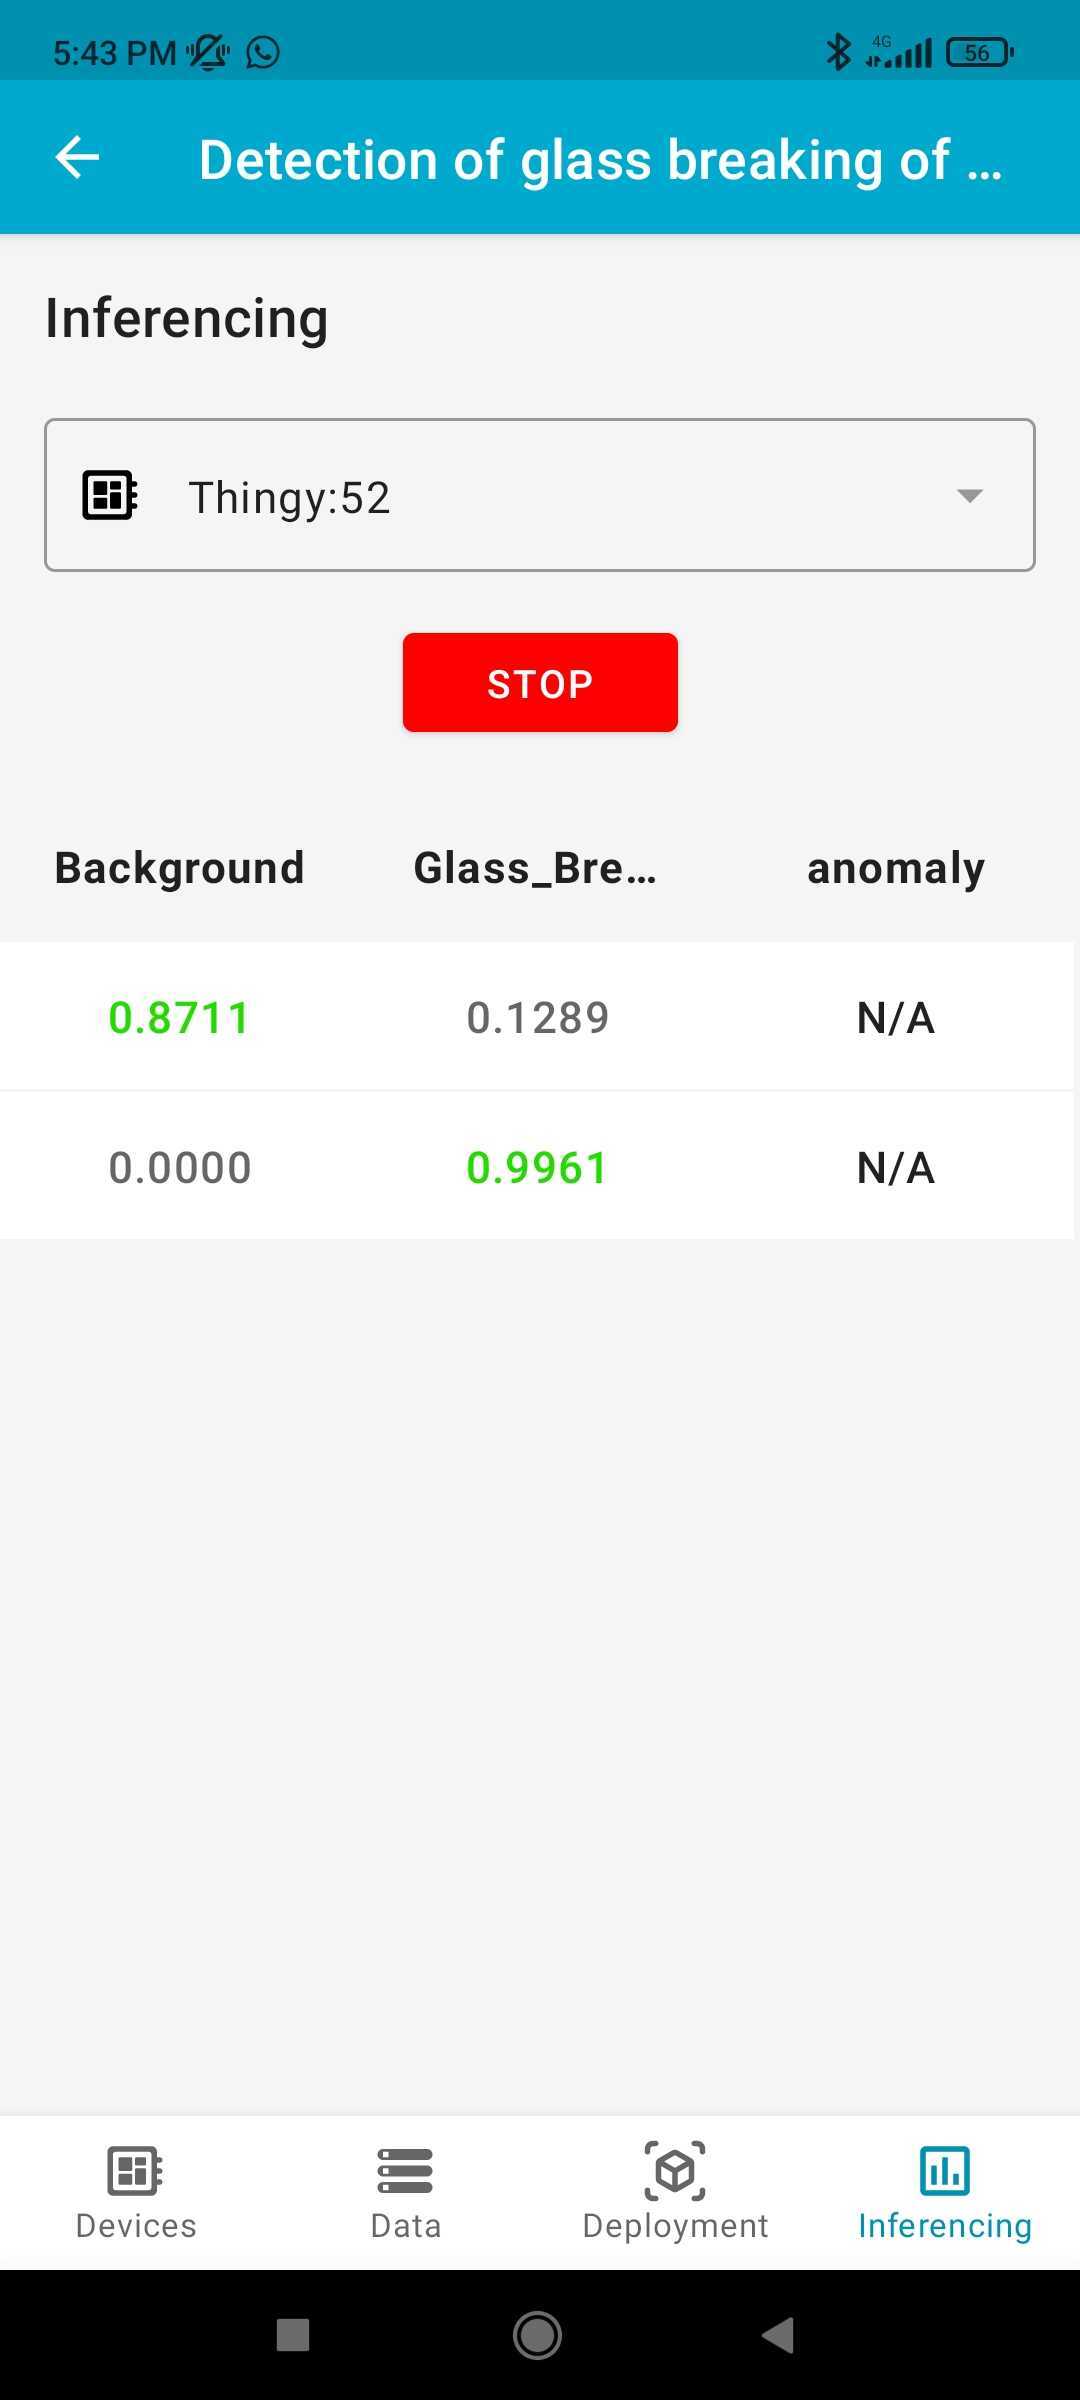 5:43 PM 4G 56
Detection of glass breaking of ...
Inferencing
Thingy:52
STOP
Background Glass_Bre... anomaly
0.8711 0.1289 N/A
0.0000 0.9961 N/A
Devices Data Deployment Inferencing